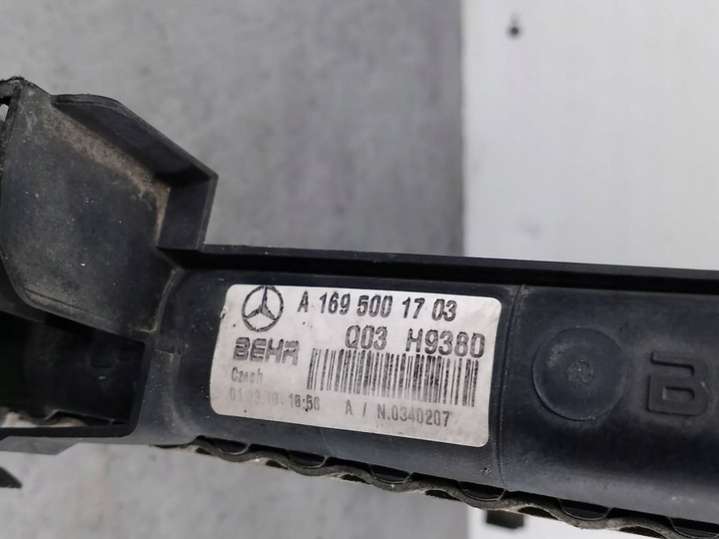 A 169 500 17 03
BEHR Q03 H9380
Czech
A / N.0340207
B